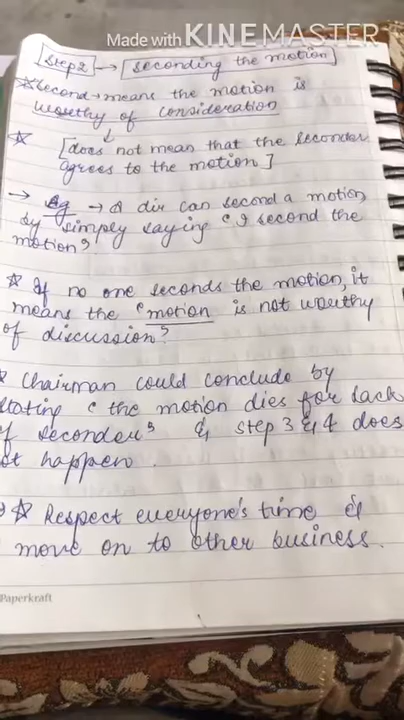 Made with KINEMASTER
Step2 → Seconding the motion
☆ Second → means the motion is
worthy of consideration
↓
☆ [does not mean that the seconder
agrees to the motion]
→ Eg → A dir can second a motion
by simply saying "I second the
motion".
☆ If no one seconds the motion, it
means the "motion is not worthy
of discussion"
☆ Chairman could conclude by
stating "the motion dies for lack
of seconder" & step 3 & 4 does
not happen.
→ ☆ Respect everyone's time &
move on to other business.
Paperkraft